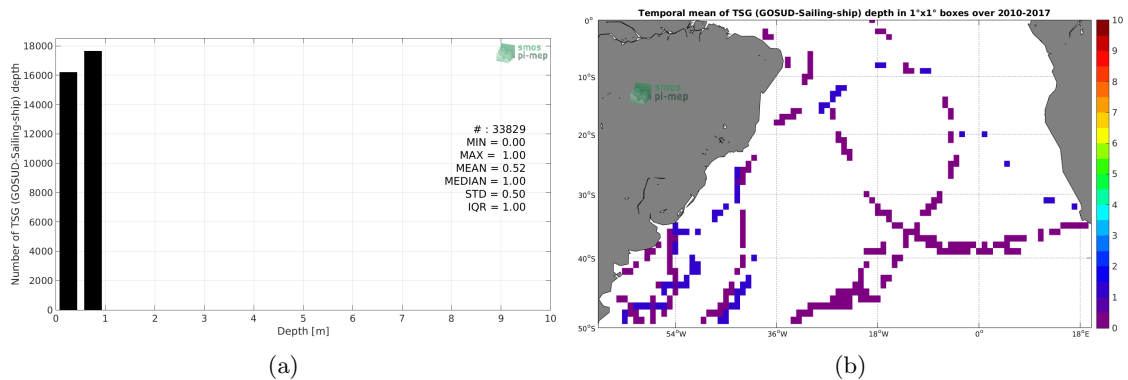 18000
16000
14000
12000
10000
8000
6000
4000
2000
0
Number of TSG (GOSUD-Sailing-ship) depth
smos
pi-mep
# : 33829
MIN = 0.00
MAX = 1.00
MEAN = 0.52
MEDIAN = 1.00
STD = 0.50
IQR = 1.00
0 1 2 3 4 5 6 7 8 9 10
Depth [m]
(a)
Temporal mean of TSG (GOSUD-Sailing-ship) depth in 1°x1° boxes over 2010-2017
0°
10°S
20°S
30°S
40°S
50°S
smos
pi-mep
54°W 36°W 18°W 0° 18°E
10
9
8
7
6
5
4
3
2
1
0
(b)